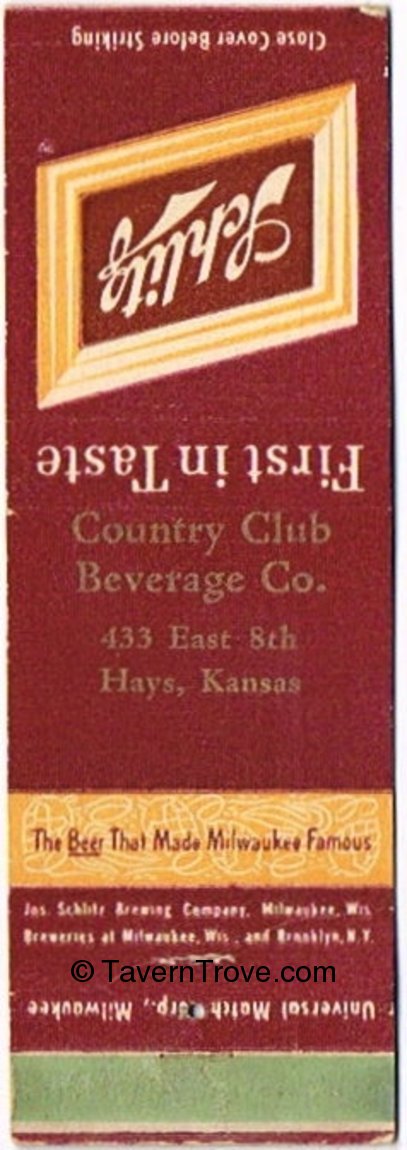 Close Cover Before Striking
Schlitz
First in Taste
Country Club
Beverage Co.
433 East 8th
Hays, Kansas
The Beer That Made Milwaukee Famous
Jos. Schlitz Brewing Company, Milwaukee, Wis
Breweries at Milwaukee, Wis., and Brooklyn, N.Y.
© TavernTrove.com
Universal Match Corp., Milwaukee